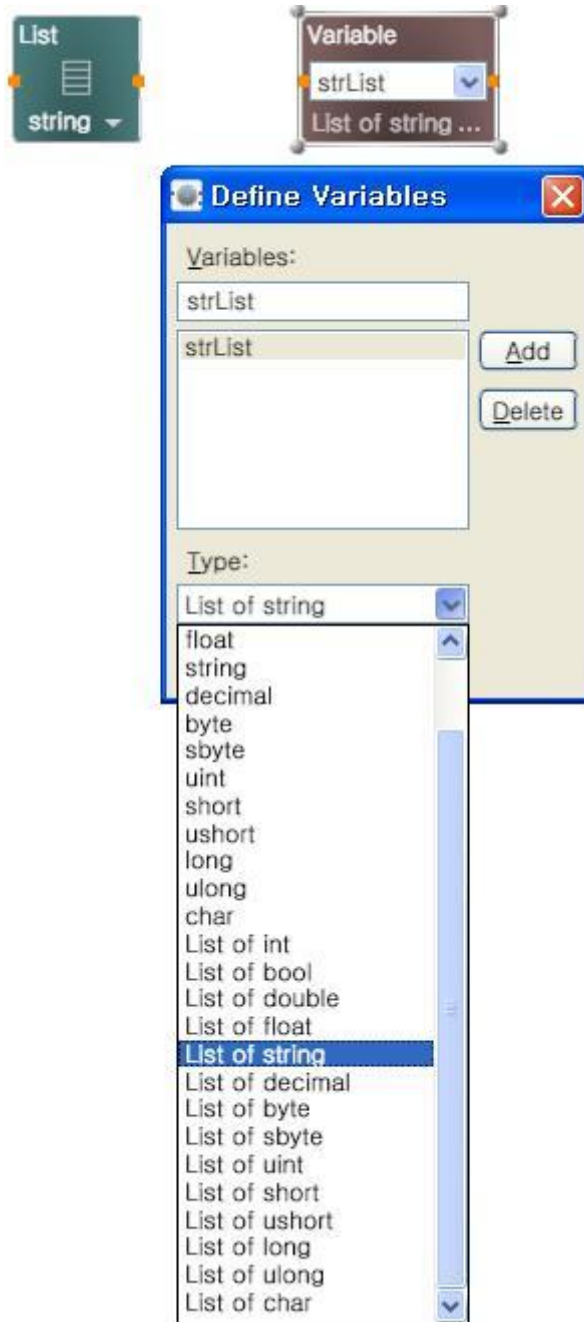 List
string
Variable
strList
List of string ...
Define Variables
Variables:
strList
strList
Add
Delete
Type:
List of string
float
string
decimal
byte
sbyte
uint
short
ushort
long
ulong
char
List of int
List of bool
List of double
List of float
List of string
List of decimal
List of byte
List of sbyte
List of uint
List of short
List of ushort
List of long
List of ulong
List of char